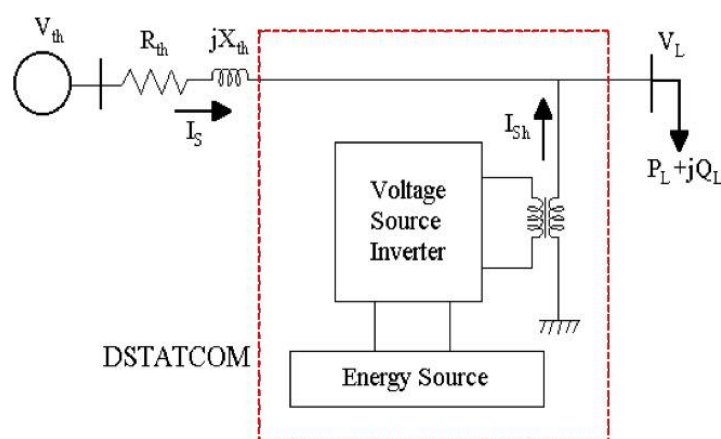 V_th
R_th
jX_th
V_L
I_S
I_Sh
P_L +jQ_L
Voltage
Source
Inverter
DSTATCOM
Energy Source